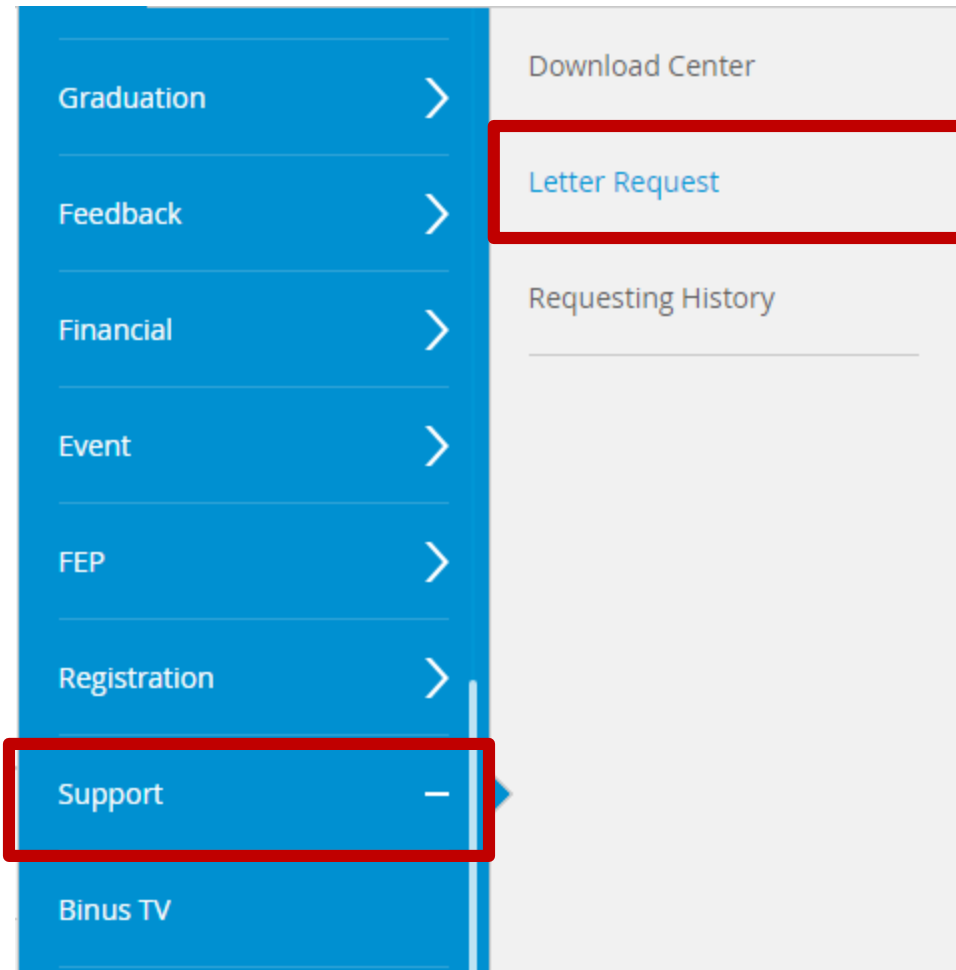 Graduation
Feedback
Financial
Event
FEP
Registration
Support
Binus TV
Download Center
Letter Request
Requesting History